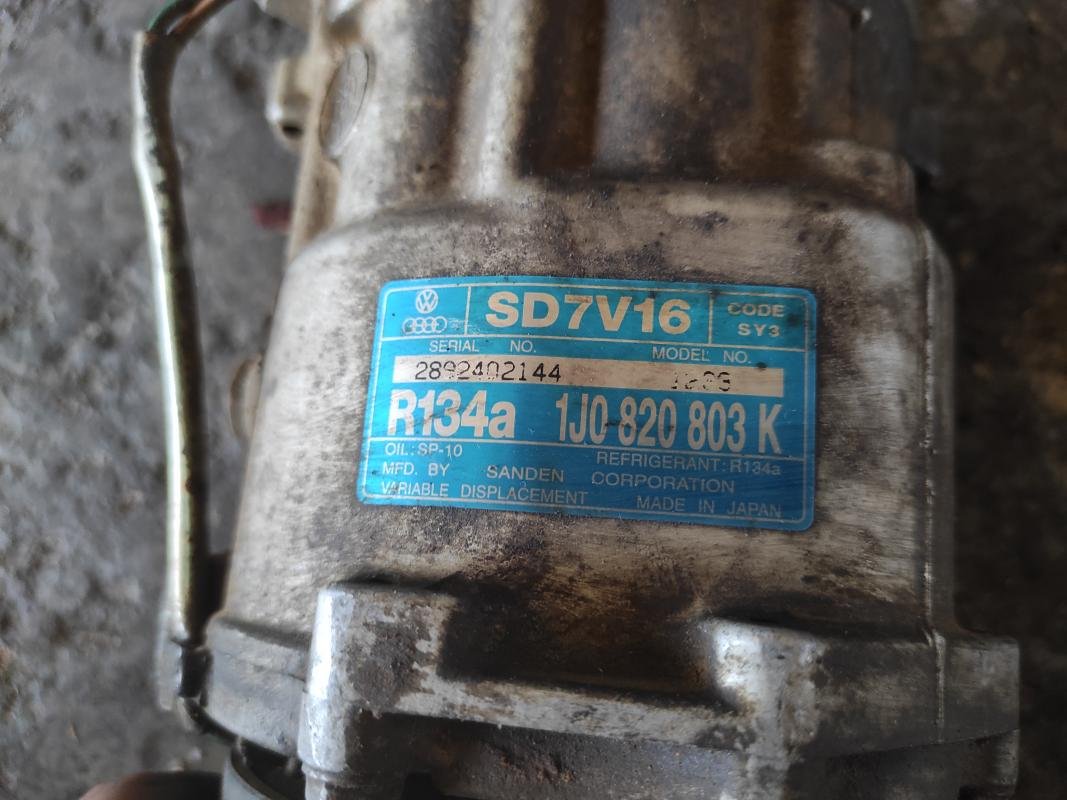 SD7V16
CODE
SY3
SERIAL NO. MODEL NO.
2892402144
R134a 1J0 820 803 K
OIL: SP-10 REFRIGERANT: R134a
MFD. BY SANDEN CORPORATION
VARIABLE DISPLACEMENT MADE IN JAPAN